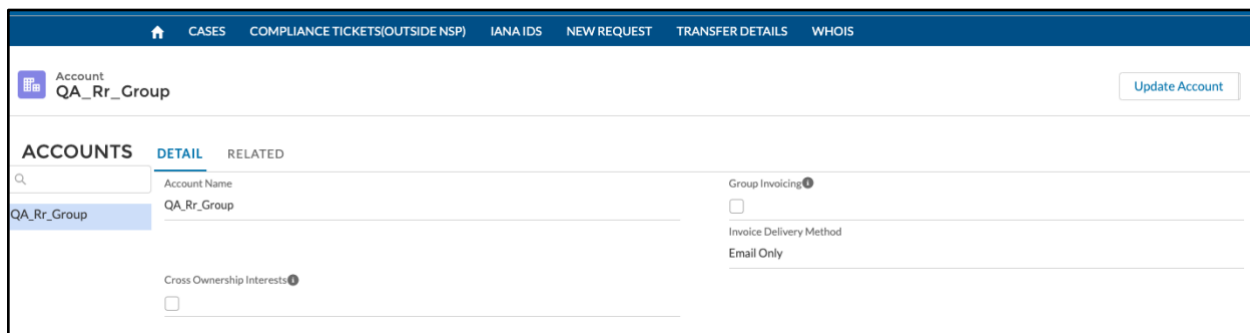 CASES COMPLIANCE TICKETS(OUTSIDE NSP) IANA IDS NEW REQUEST TRANSFER DETAILS WHOIS
Account
QA_Rr_Group
Update Account
ACCOUNTS
DETAIL RELATED
QA_Rr_Group
Account Name
QA_Rr_Group
Group Invoicing
Invoice Delivery Method
Email Only
Cross Ownership Interests